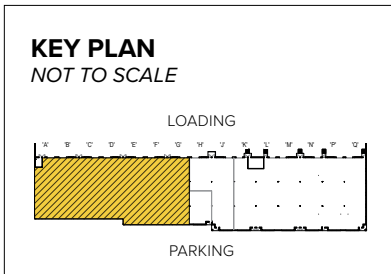 KEY PLAN
NOT TO SCALE
LOADING
'A' 'B' 'C' 'D' 'E' 'F' 'G' 'H' 'J' 'K' 'L' 'M' 'N' 'P' 'Q'
PARKING